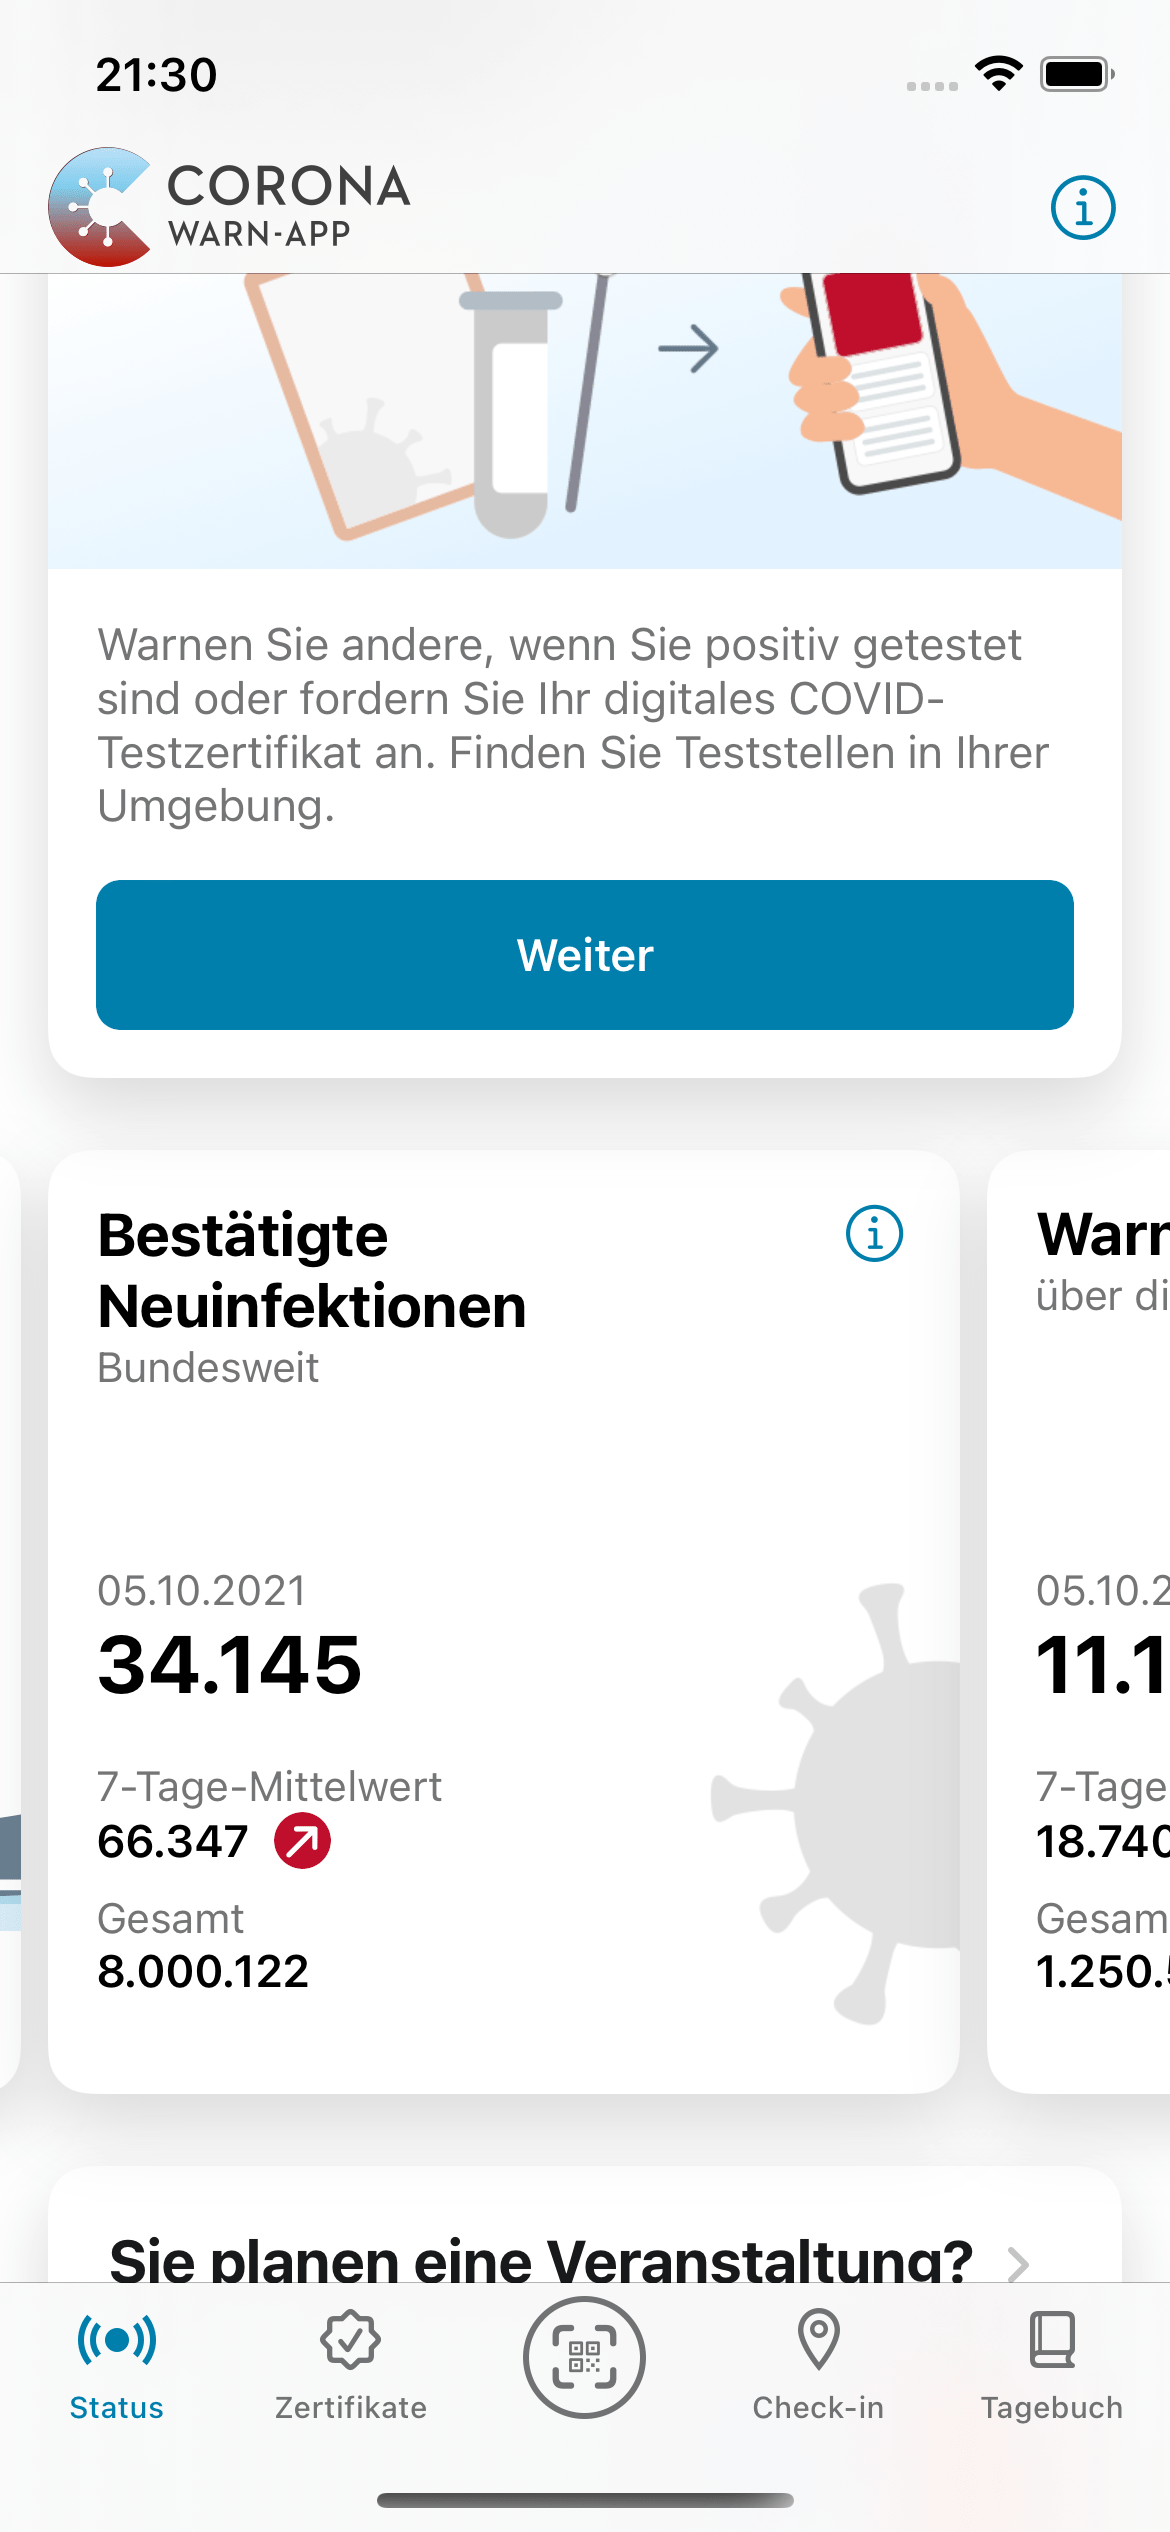 21:30
CORONA
WARN-APP
Warnen Sie andere, wenn Sie positiv getestet
sind oder fordern Sie Ihr digitales COVID-
Testzertifikat an. Finden Sie Teststellen in Ihrer
Umgebung.
Weiter
Bestätigte
Neuinfektionen
Bundesweit
05.10.2021
34.145
7-Tage-Mittelwert
66.347
Gesamt
8.000.122
Warn
über di
05.10.2
11.1
7-Tage
18.740
Gesam
1.250.5
Sie planen eine Veranstaltung?
Status
Zertifikate
Check-in
Tagebuch